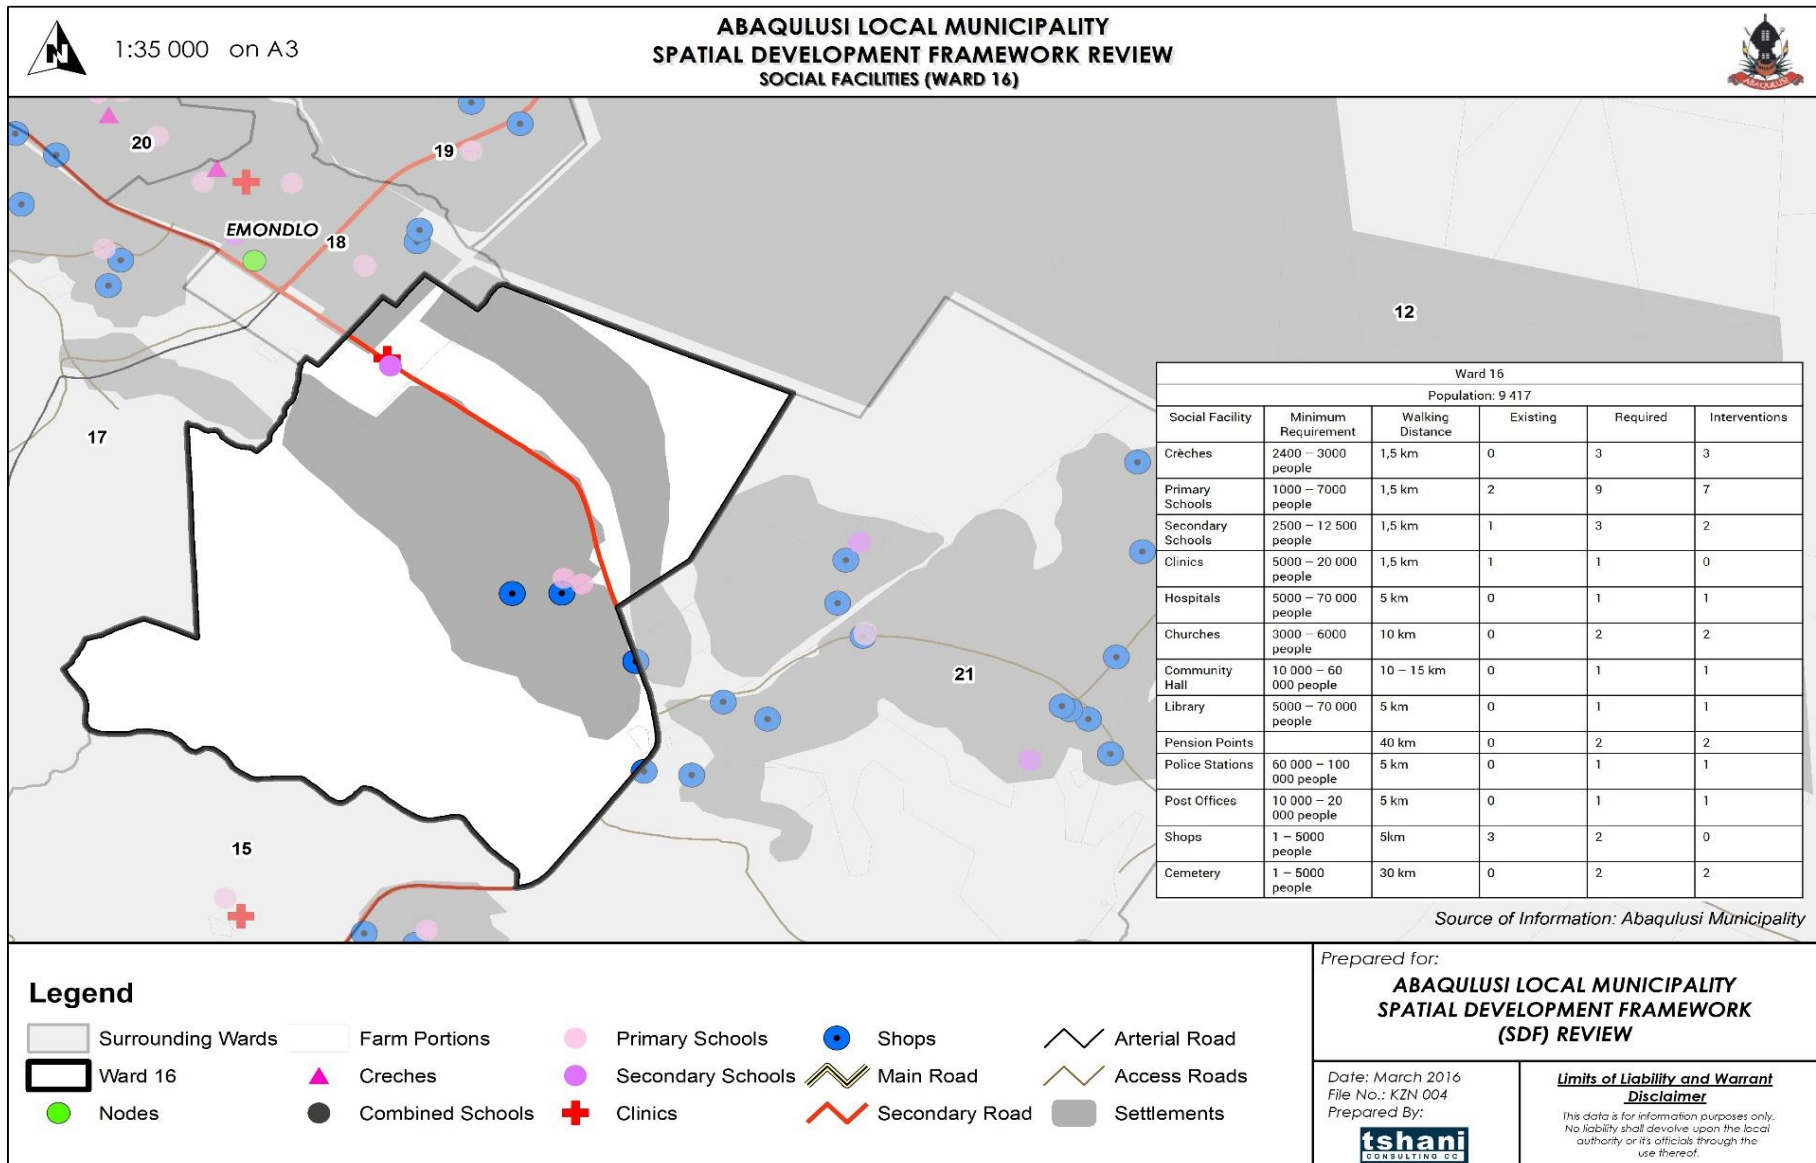 N
1:35 000 on A3
ABAQULUSI LOCAL MUNICIPALITY
SPATIAL DEVELOPMENT FRAMEWORK REVIEW
SOCIAL FACILITIES (WARD 16)
ABAQULUSI
20
19
EMONDLO
18
12
17
21
15
Ward 16
Population: 9 417
Social Facility Minimum Requirement Walking Distance Existing Required Interventions
Crèches 2400 – 3000 people 1,5 km 0 3 3
Primary Schools 1000 – 7000 people 1,5 km 2 9 7
Secondary Schools 2500 – 12 500 people 1,5 km 1 3 2
Clinics 5000 – 20 000 people 1,5 km 1 1 0
Hospitals 5000 – 70 000 people 5 km 0 1 1
Churches 3000 – 6000 people 10 km 0 2 2
Community Hall 10 000 – 60 000 people 10 – 15 km 0 1 1
Library 5000 – 70 000 people 5 km 0 1 1
Pension Points 40 km 0 2 2
Police Stations 60 000 – 100 000 people 5 km 0 1 1
Post Offices 10 000 – 20 000 people 5 km 0 1 1
Shops 1 – 5000 people 5km 3 2 0
Cemetery 1 – 5000 people 30 km 0 2 2
Source of Information: Abaqulusi Municipality
Legend
Surrounding Wards Farm Portions Primary Schools Shops Arterial Road
Ward 16 Creches Secondary Schools Main Road Access Roads
Nodes Combined Schools Clinics Secondary Road Settlements
Prepared for:
ABAQULUSI LOCAL MUNICIPALITY
SPATIAL DEVELOPMENT FRAMEWORK
(SDF) REVIEW
Date: March 2016
File No.: KZN 004
Prepared By:
tshani
CONSULTING CC
Limits of Liability and Warrant
Disclaimer
This data is for information purposes only.
No liability shall devolve upon the local
authority or it's officials through the
use thereof.